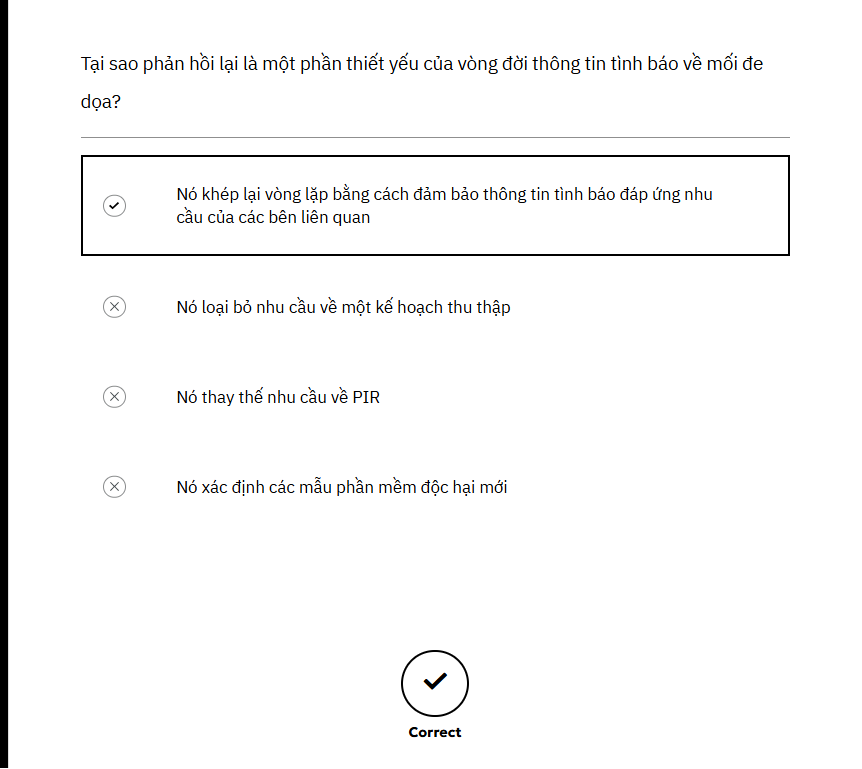 Tại sao phản hồi lại là một phần thiết yếu của vòng đời thông tin tình báo về mối đe
dọa?
Nó khép lại vòng lặp bằng cách đảm bảo thông tin tình báo đáp ứng nhu
cầu của các bên liên quan
Nó loại bỏ nhu cầu về một kế hoạch thu thập
Nó thay thế nhu cầu về PIR
Nó xác định các mẫu phần mềm độc hại mới
Correct